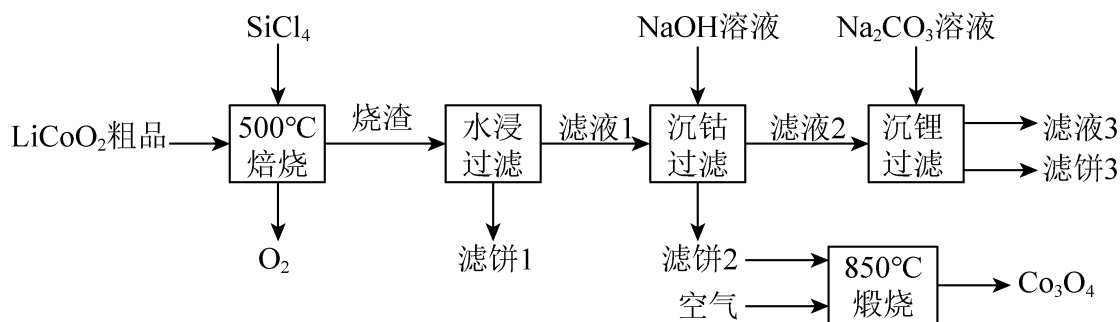 SiCl₄
NaOH溶液
Na₂CO₃溶液
LiCoO₂粗品
500℃
焙烧
烧渣
水浸
过滤
滤液1
沉钴
过滤
滤液2
沉锂
过滤
滤液3
滤饼3
O₂
滤饼1
滤饼2
空气
850℃
煅烧
Co₃O₄